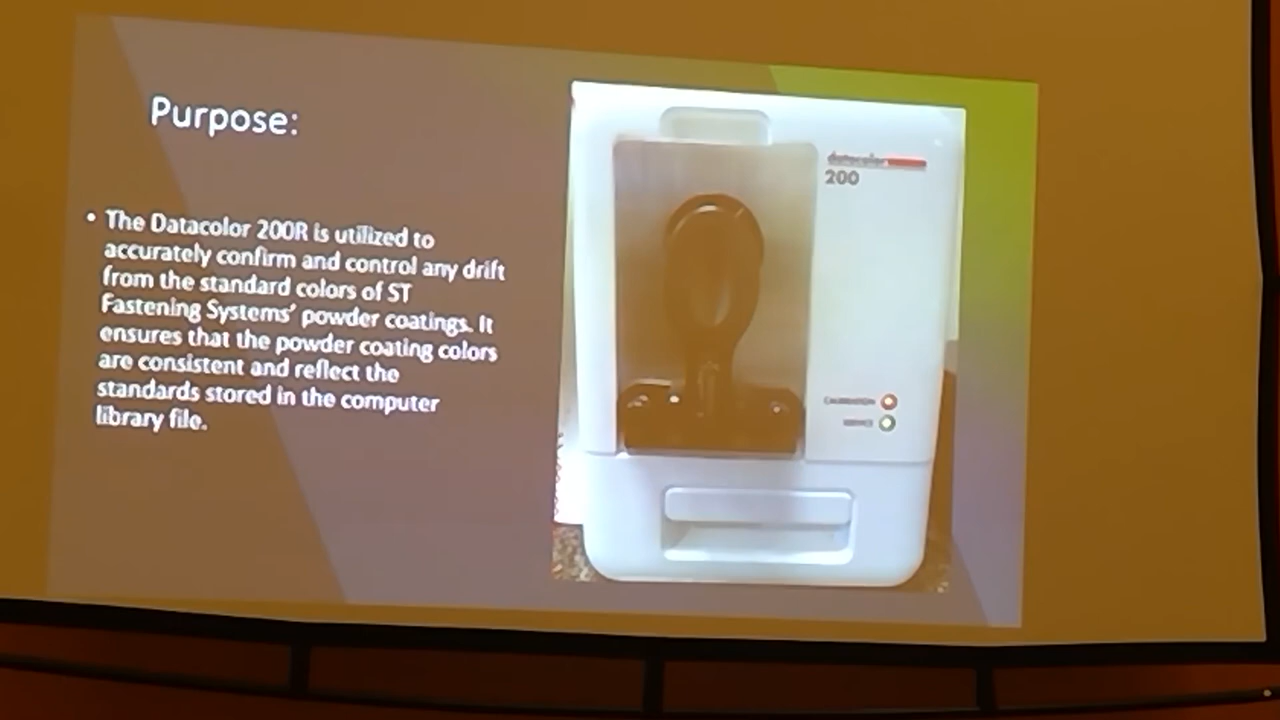 Purpose:
• The Datacolor 200R is utilized to
accurately confirm and control any drift
from the standard colors of ST
Fastening Systems' powder coatings. It
ensures that the powder coating colors
are consistent and reflect the
standards stored in the computer
library file.
datacolor
200
CALIBRATION
SERVICE